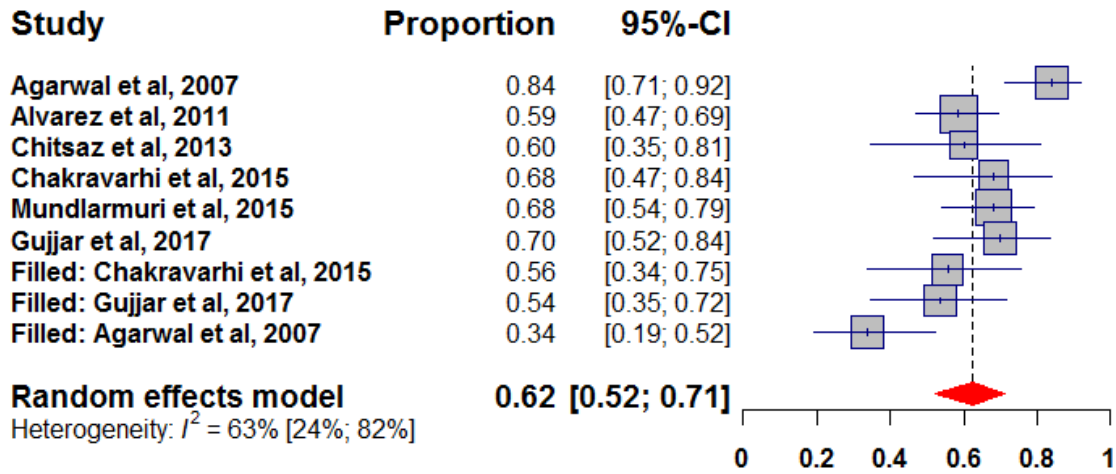 Study Proportion 95%-CI
Agarwal et al, 2007 0.84 [0.71; 0.92]
Alvarez et al, 2011 0.59 [0.47; 0.69]
Chitsaz et al, 2013 0.60 [0.35; 0.81]
Chakravarhi et al, 2015 0.68 [0.47; 0.84]
Mundlarmuri et al, 2015 0.68 [0.54; 0.79]
Gujjar et al, 2017 0.70 [0.52; 0.84]
Filled: Chakravarhi et al, 2015 0.56 [0.34; 0.75]
Filled: Gujjar et al, 2017 0.54 [0.35; 0.72]
Filled: Agarwal et al, 2007 0.34 [0.19; 0.52]
Random effects model 0.62 [0.52; 0.71]
Heterogeneity: I² = 63% [24%; 82%]
0 0.2 0.4 0.6 0.8 1